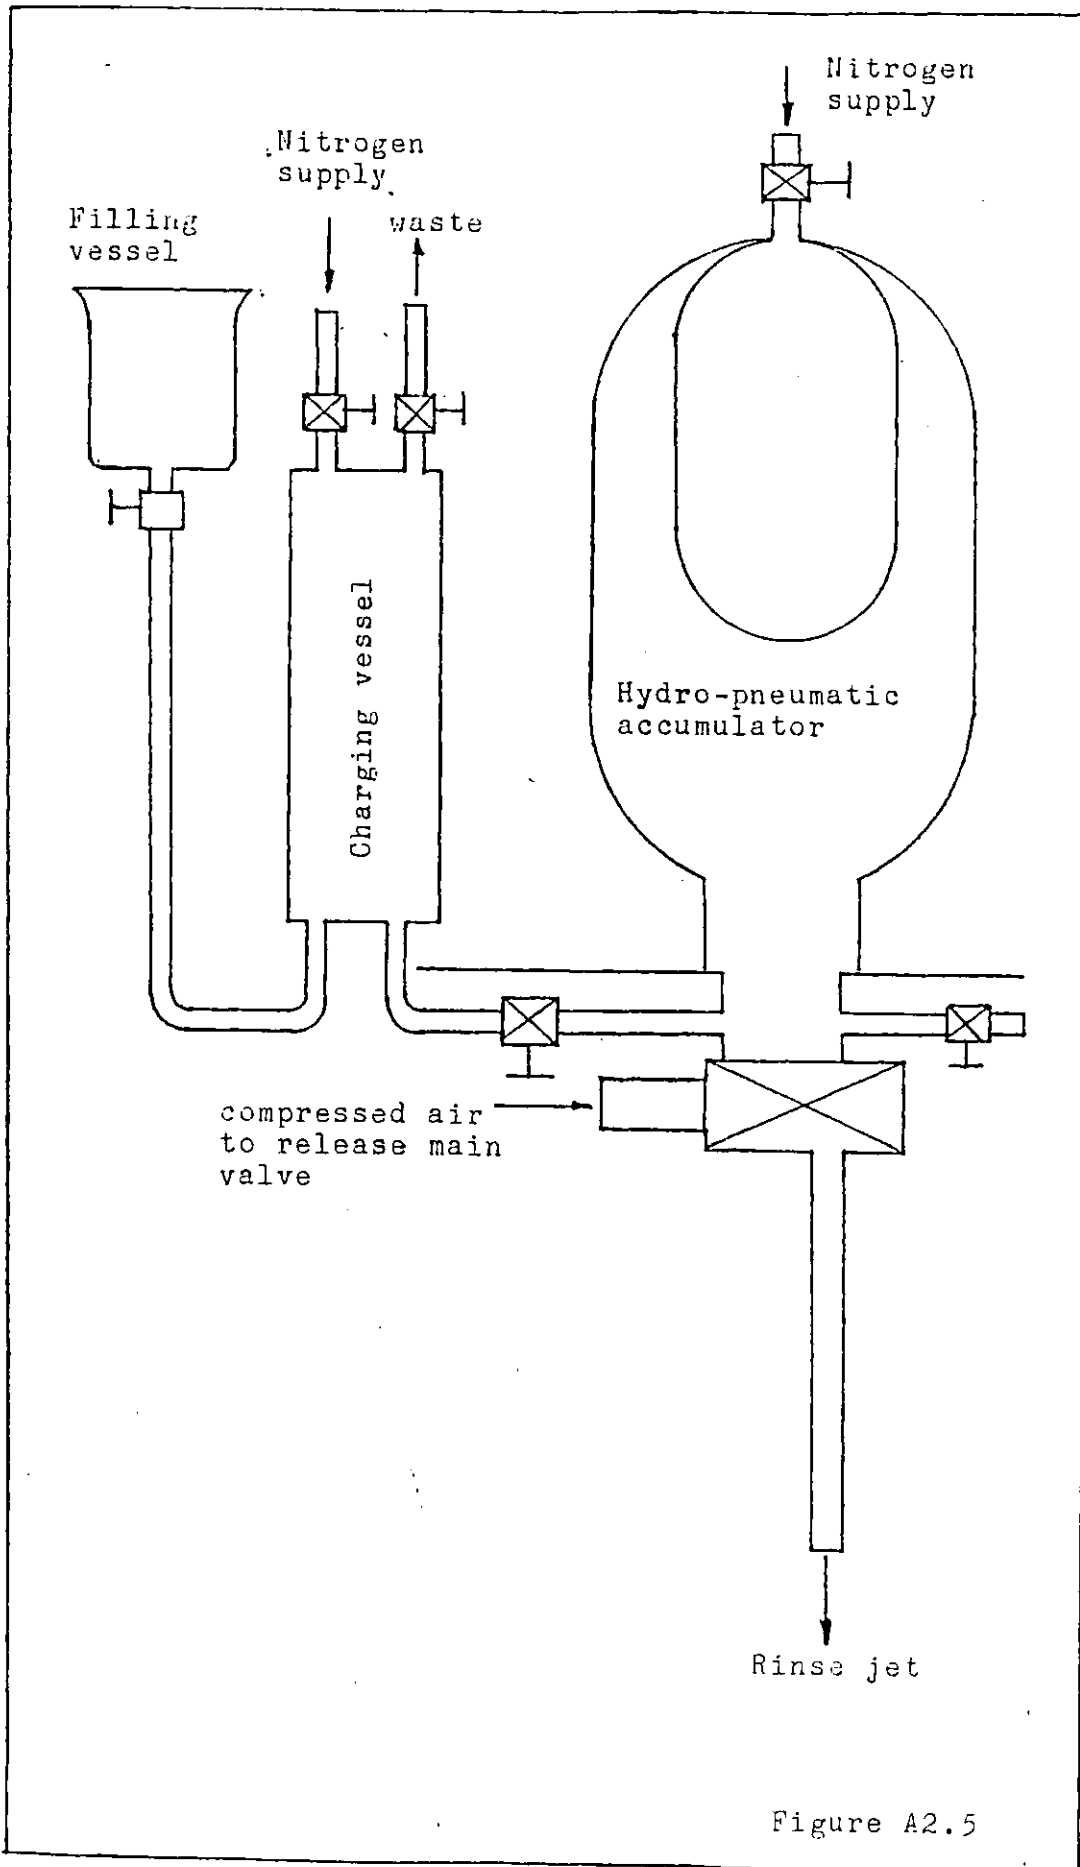 Nitrogen
supply
Nitrogen
supply
waste
Filling
vessel
Charging vessel
Hydro-pneumatic
accumulator
compressed air
to release main
valve
Rinse jet
Figure A2.5